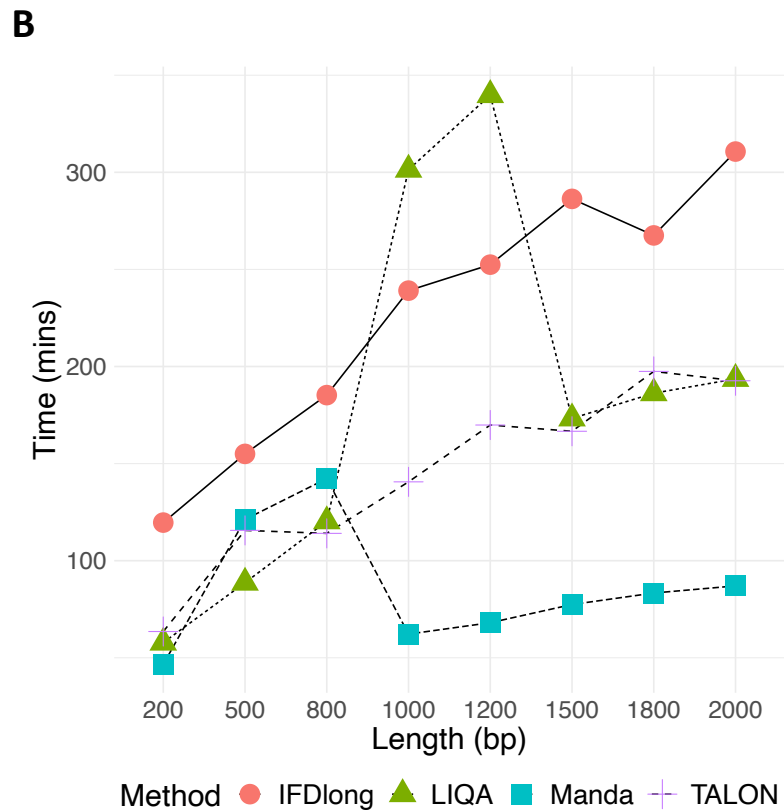 B
300
200
100
Time (mins)
200 500 800 1000 1200 1500 1800 2000
Length (bp)
Method IFDlong LIQA Manda TALON